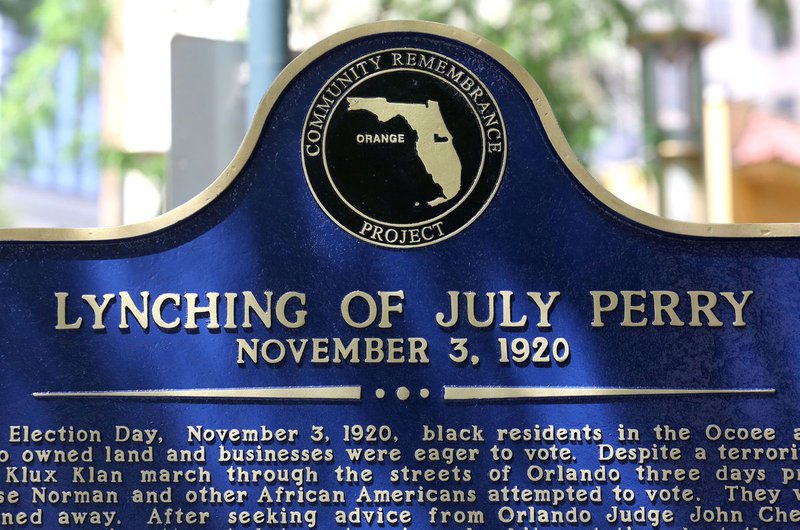 COMMUNITY REMEMBRANCE
ORANGE
PROJECT
LYNCHING OF JULY PERRY
NOVEMBER 3, 1920
Election Day, November 3, 1920, black residents in the Ocoee
owned land and businesses were eager to vote. Despite a
Klux Klan march through the streets of Orlando three days
Norman and other African Americans attempted to vote. They
away. After seeking advice from Orlando Judge John